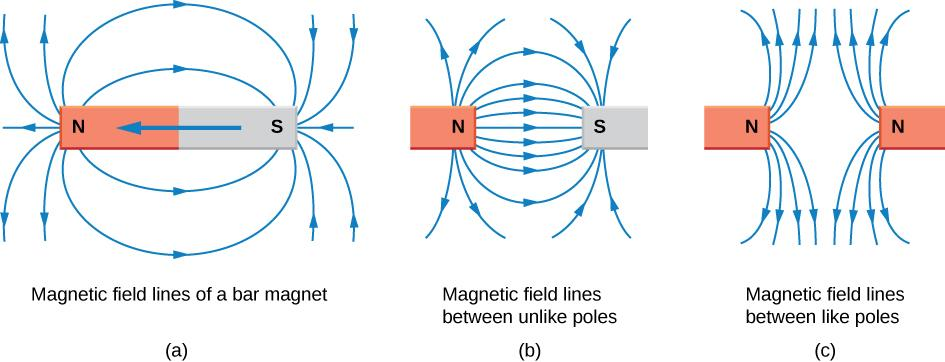 N
S
N
S
N
N
Magnetic field lines of a bar magnet
(a)
Magnetic field lines
between unlike poles
(b)
Magnetic field lines
between like poles
(c)